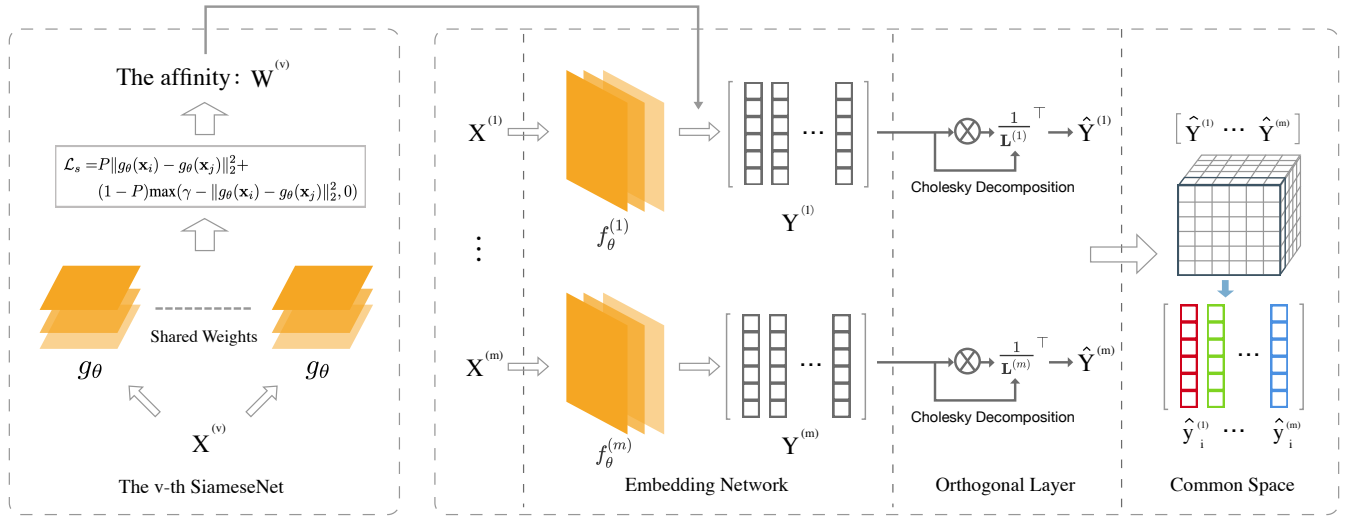 The affinity: W^(v)
ℒ_s =P‖g_θ(x_i) − g_θ(x_j)‖²₂+
(1 − P)max(γ − ‖g_θ(x_i) − g_θ(x_j)‖²₂, 0)
Shared Weights
g_θ
g_θ
X^(v)
The v-th SiameseNet
X^(1)
f_θ^(1)
...
Y^(1)
1
L^(1)
⊤
Ŷ^(1)
Cholesky Decomposition
⋮
X^(m)
f_θ^(m)
...
Y^(m)
1
L^(m)
⊤
Ŷ^(m)
Cholesky Decomposition
Embedding Network
Orthogonal Layer
[Ŷ^(1) ... Ŷ^(m)]
...
ŷ_i^(1) ... ŷ_i^(m)
Common Space